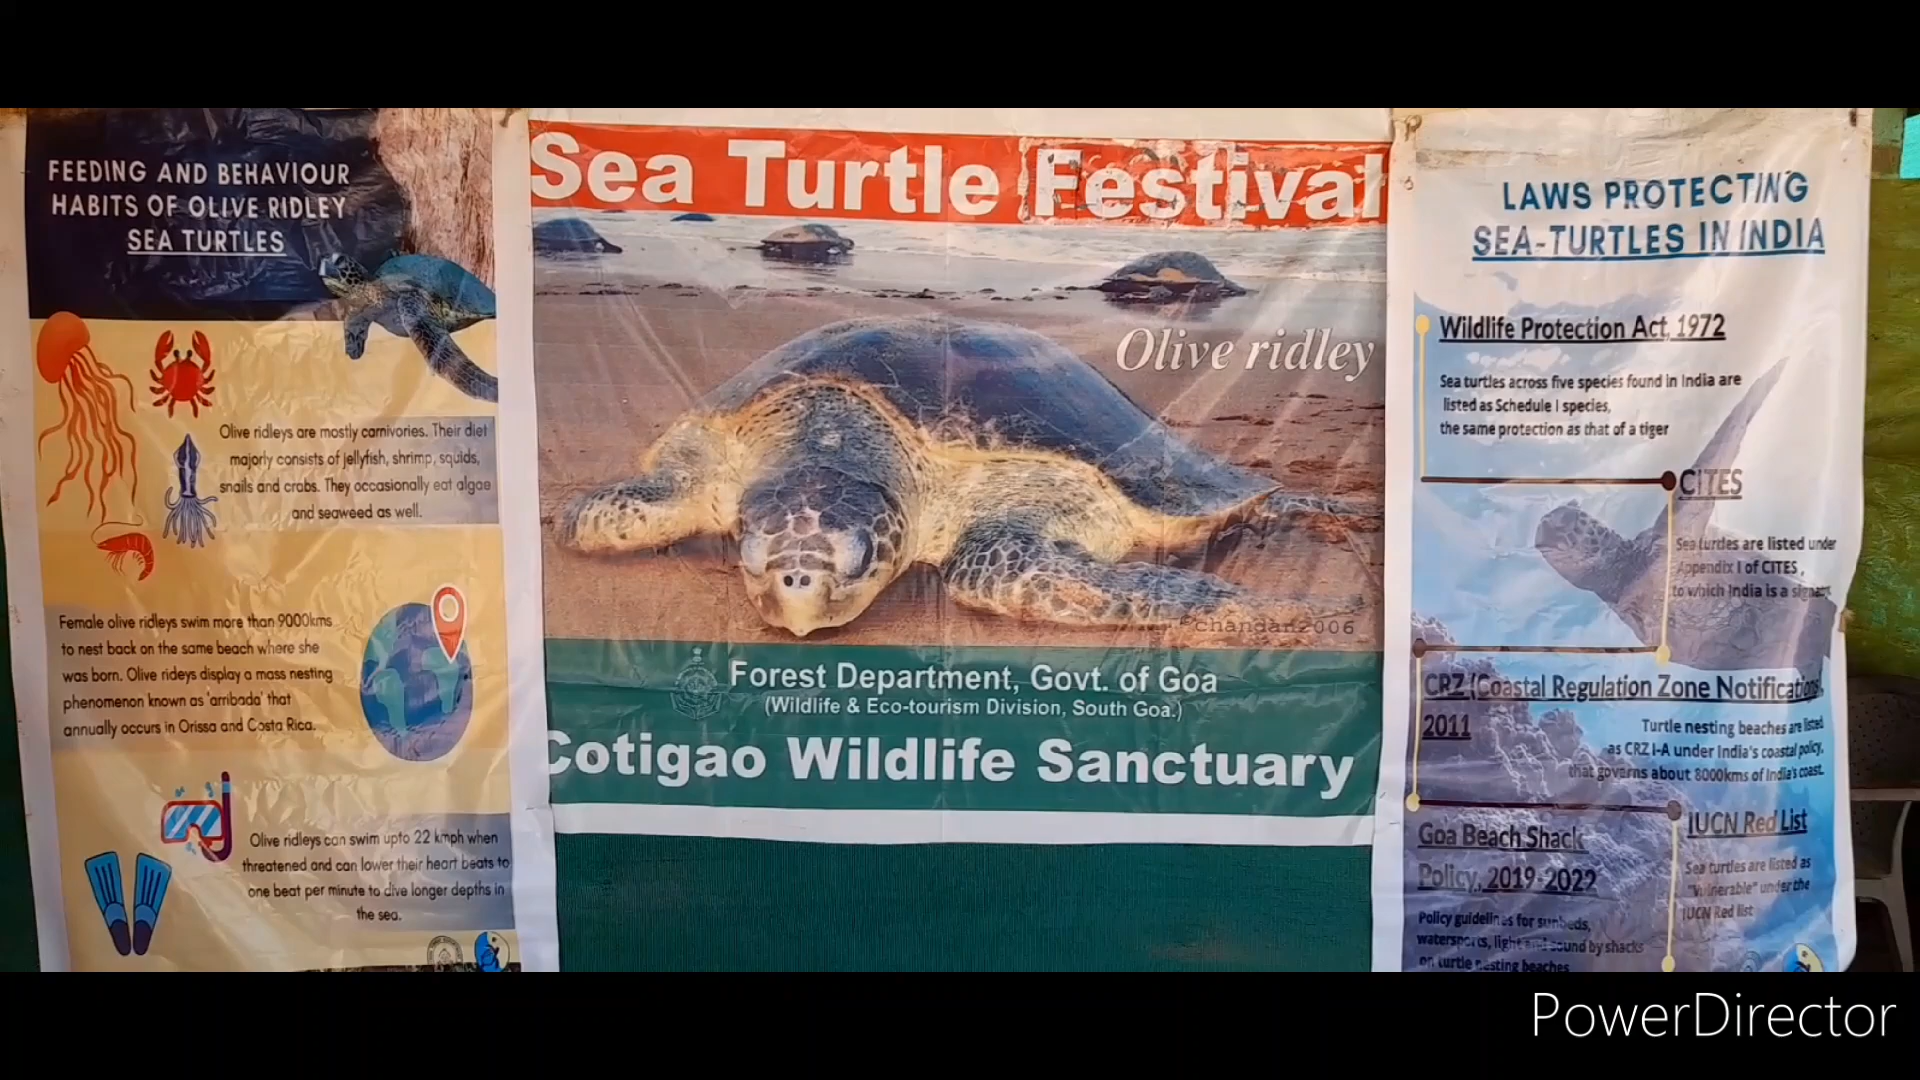 FEEDING AND BEHAVIOUR
HABITS OF OLIVE RIDLEY
SEA TURTLES
Olive ridleys are mostly carnivories. Their diet
majorly consists of jellyfish, shrimp, squids,
snails and crabs. They occasionally eat algae
and seaweed as well.
Female olive ridleys swim more than 9000kms
to nest back on the same beach where she
was born. Olive rideys display a mass nesting
phenomenon known as 'arribada' that
annually occurs in Orissa and Costa Rica.
Olive ridleys can swim upto 22 kmph when
threatened and can lower their heart beats to
one beat per minute to dive longer depths in
the sea.
Sea Turtle Festival
Olive ridley
©chandan2006
Forest Department, Govt. of Goa
(Wildlife & Eco-tourism Division, South Goa.)
Cotigao Wildlife Sanctuary
LAWS PROTECTING
SEA-TURTLES IN INDIA
Wildlife Protection Act, 1972
Sea turtles across five species found in India are
listed as Schedule I species,
the same protection as that of a tiger
CITES
Sea turtles are listed under
Appendix I of CITES ,
to which India is a
CRZ (Coastal Regulation Zone Notification,
2011
Turtle nesting beaches are listed
as CRZ I-A under India's coastal policy,
that governs about 8000kms of India's coast.
Goa Beach Shack
Policy, 2019-2022
Policy guidelines for sunbeds,
watersports, light and sound by shacks
on turtle nesting beaches
IUCN Red List
Sea turtles are listed as
"Vulnerable" under the
IUCN Red list
PowerDirector